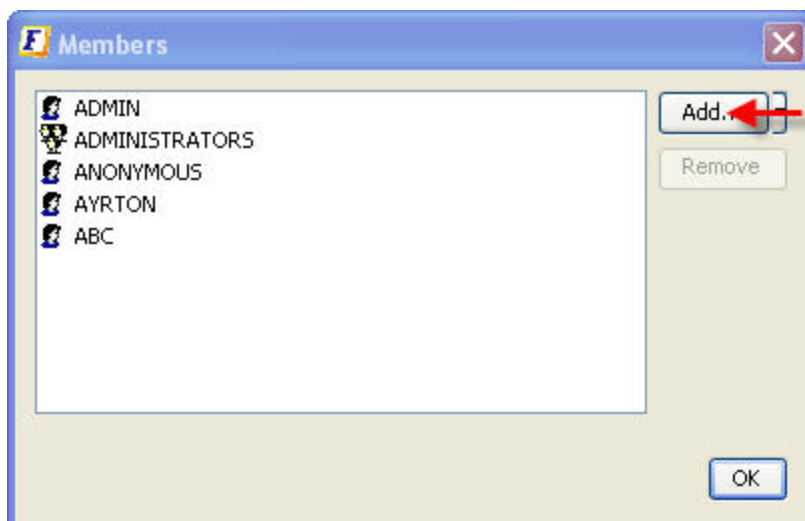 Members
ADMIN
ADMINISTRATORS
ANONYMOUS
AYRTON
ABC
Add..
Remove
OK